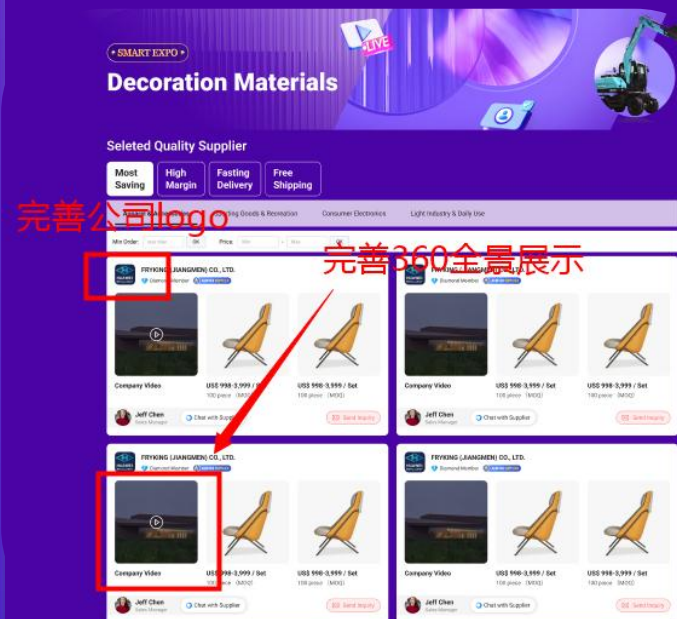 • SMART EXPO •
LIVE
Decoration Materials
Seleted Quality Supplier
Most Saving
High Margin
Fasting Delivery
Free Shipping
完善公司logo
Goods & Recreation
Consumer Electronics
Light Industry & Daily Use
Min Order:
OK
Price:
Min
-
Max
OK
完善360全景展示
FRYKING (JIANGMEN) CO., LTD.
Diamond Member
FRYKING (JIANGMEN) CO., LTD.
Diamond Member
Company Video
US$ 998-3,999 / Set
100 piece (MOQ)
US$ 998-3,999 / Set
100 piece (MOQ)
Company Video
US$ 998-3,999 / Set
100 piece (MOQ)
US$ 998-3,999 / Set
100 piece (MOQ)
Jeff Chen
Sales Manager
Chat with Supplier
Send Inquiry
Jeff Chen
Sales Manager
Chat with Supplier
Send Inquiry
FRYKING (JIANGMEN) CO., LTD.
Diamond Member
FRYKING (JIANGMEN) CO., LTD.
Diamond Member
Company Video
US$ 998-3,999 / Set
100 piece (MOQ)
US$ 998-3,999 / Set
100 piece (MOQ)
Company Video
US$ 998-3,999 / Set
100 piece (MOQ)
US$ 998-3,999 / Set
100 piece (MOQ)
Jeff Chen
Sales Manager
Chat with Supplier
Send Inquiry
Jeff Chen
Sales Manager
Chat with Supplier
Send Inquiry